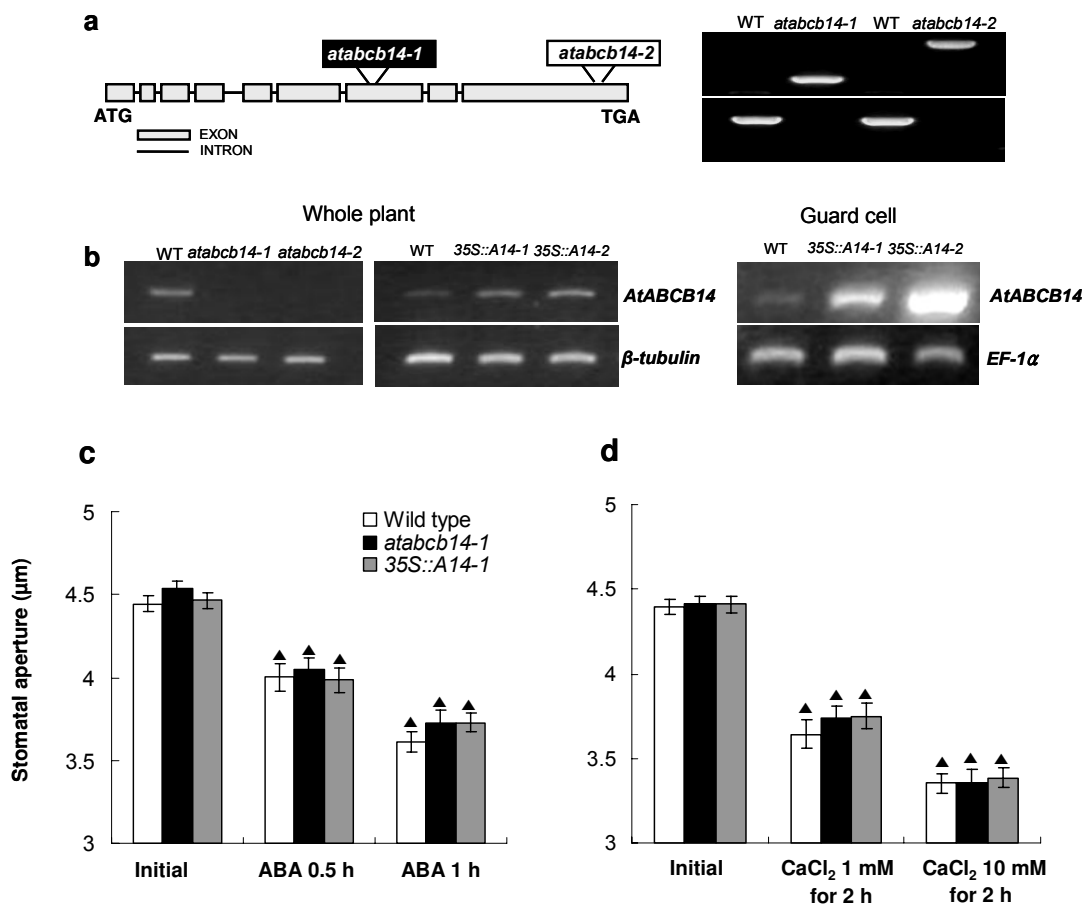 a
atabcb14-1
atabcb14-2
ATG
TGA
EXON
INTRON
WT atabcb14-1 WT atabcb14-2
Whole plant
Guard cell
b
WT atabcb14-1 atabcb14-2
WT 35S::A14-1 35S::A14-2
AtABCB14
β-tubulin
WT 35S::A14-1 35S::A14-2
AtABCB14
EF-1α
c
Stomatal aperture (μm)
5
4.5
4
3.5
3
Wild type
atabcb14-1
35S::A14-1
Initial
ABA 0.5 h
ABA 1 h
d
5
4.5
4
3.5
3
Initial
CaCl₂ 1 mM
for 2 h
CaCl₂ 10 mM
for 2 h